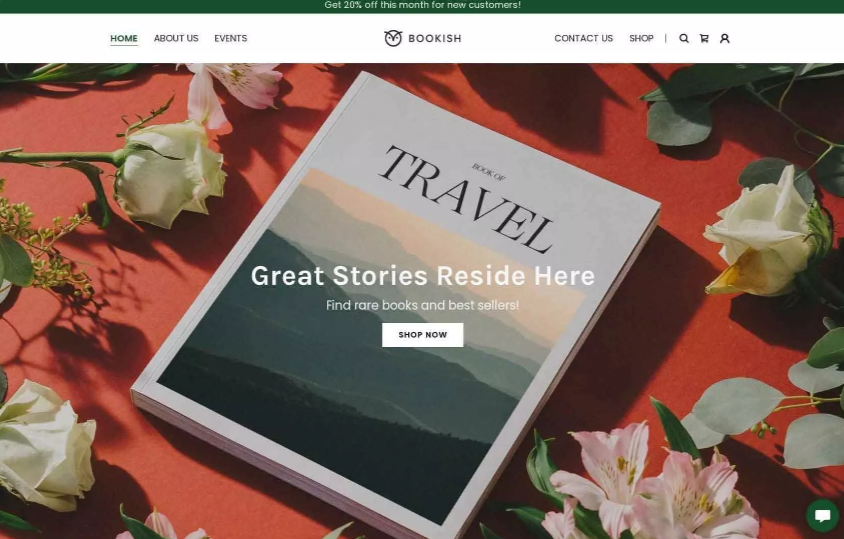 Get 20% off this month for new customers!
HOME ABOUT US EVENTS BOOKISH CONTACT US SHOP |
BOOK OF
TRAVEL
Great Stories Reside Here
Find rare books and best sellers!
SHOP NOW